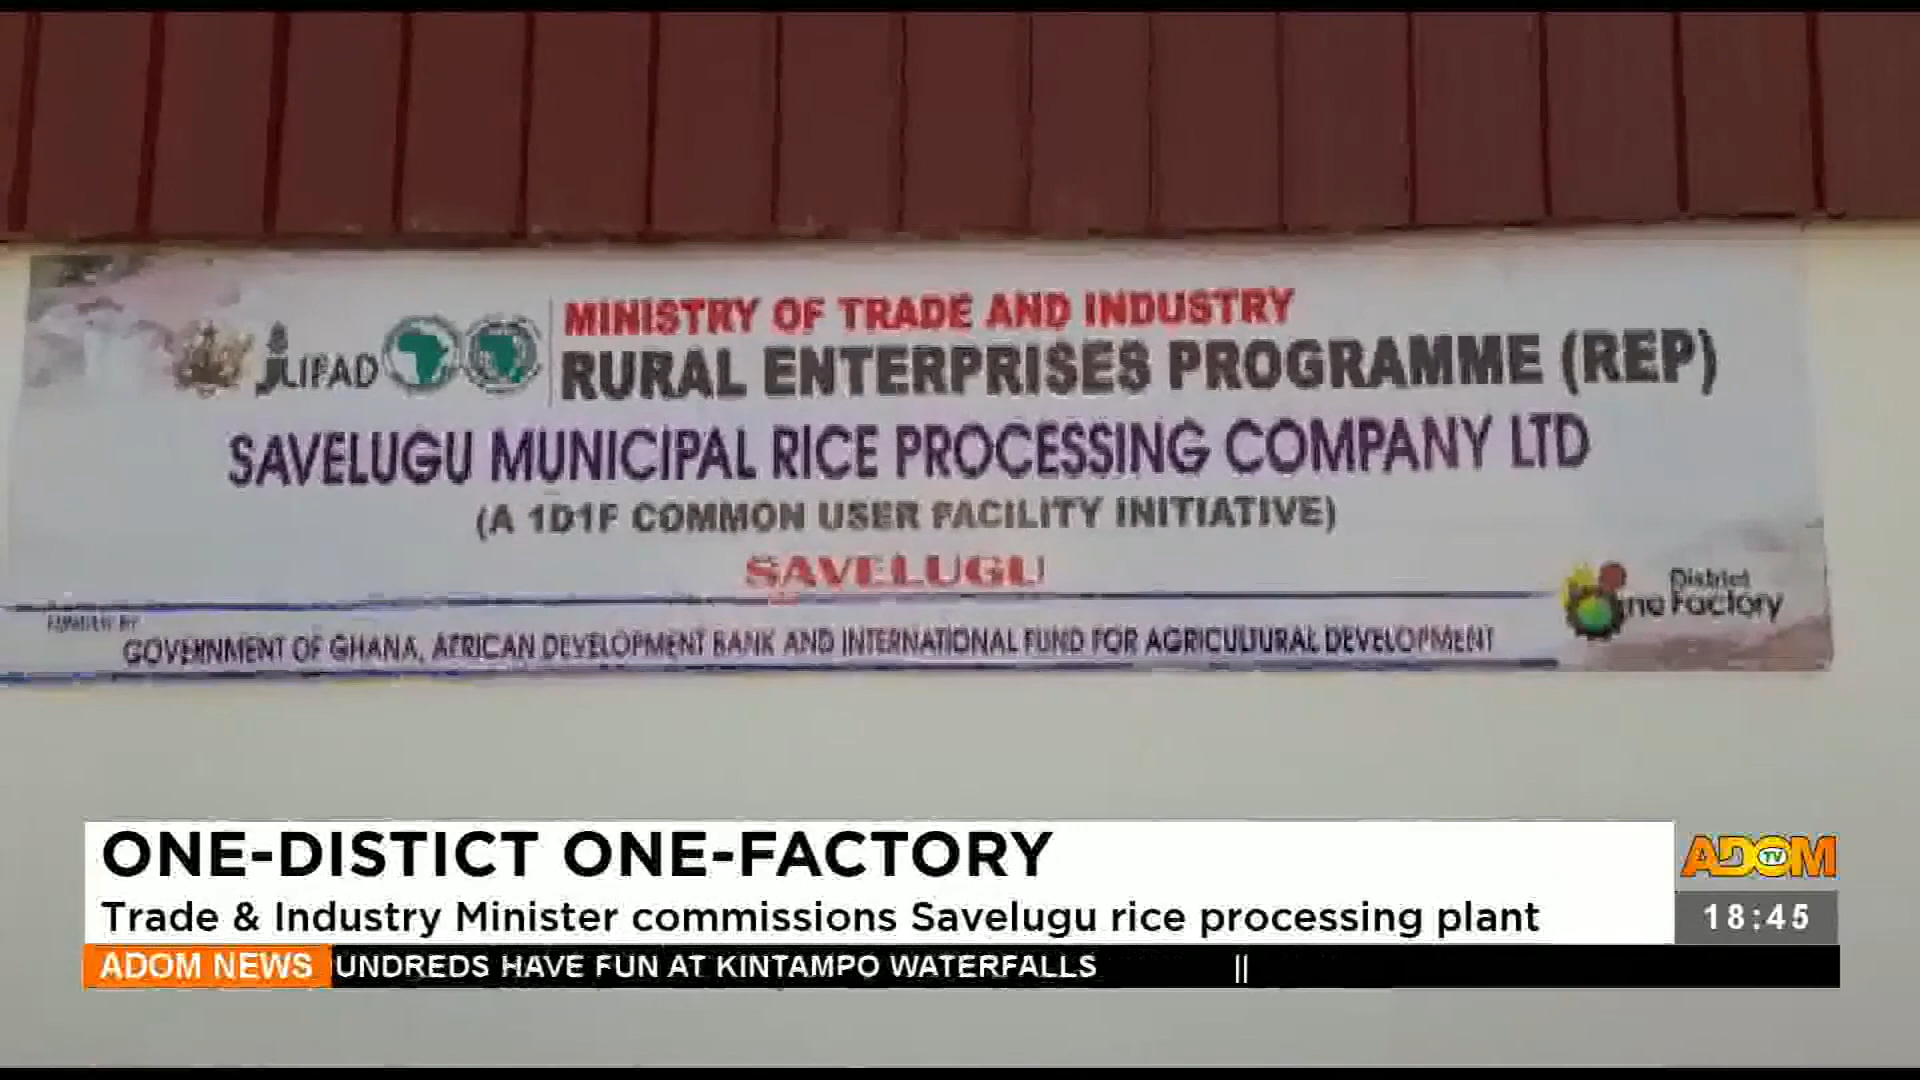 MINISTRY OF TRADE AND INDUSTRY
IFAD
RURAL ENTERPRISES PROGRAMME (REP)
SAVELUGU MUNICIPAL RICE PROCESSING COMPANY LTD
(A 1D1F COMMON USER FACILITY INITIATIVE)
SAVELUGU
District
One Factory
FUNDED BY
GOVERNMENT OF GHANA, AFRICAN DEVELOPMENT BANK AND INTERNATIONAL FUND FOR AGRICULTURAL DEVELOPMENT
ONE-DISTICT ONE-FACTORY
ADOM TV
Trade & Industry Minister commissions Savelugu rice processing plant
18:45
ADOM NEWS
UNDREDS HAVE FUN AT KINTAMPO WATERFALLS ||